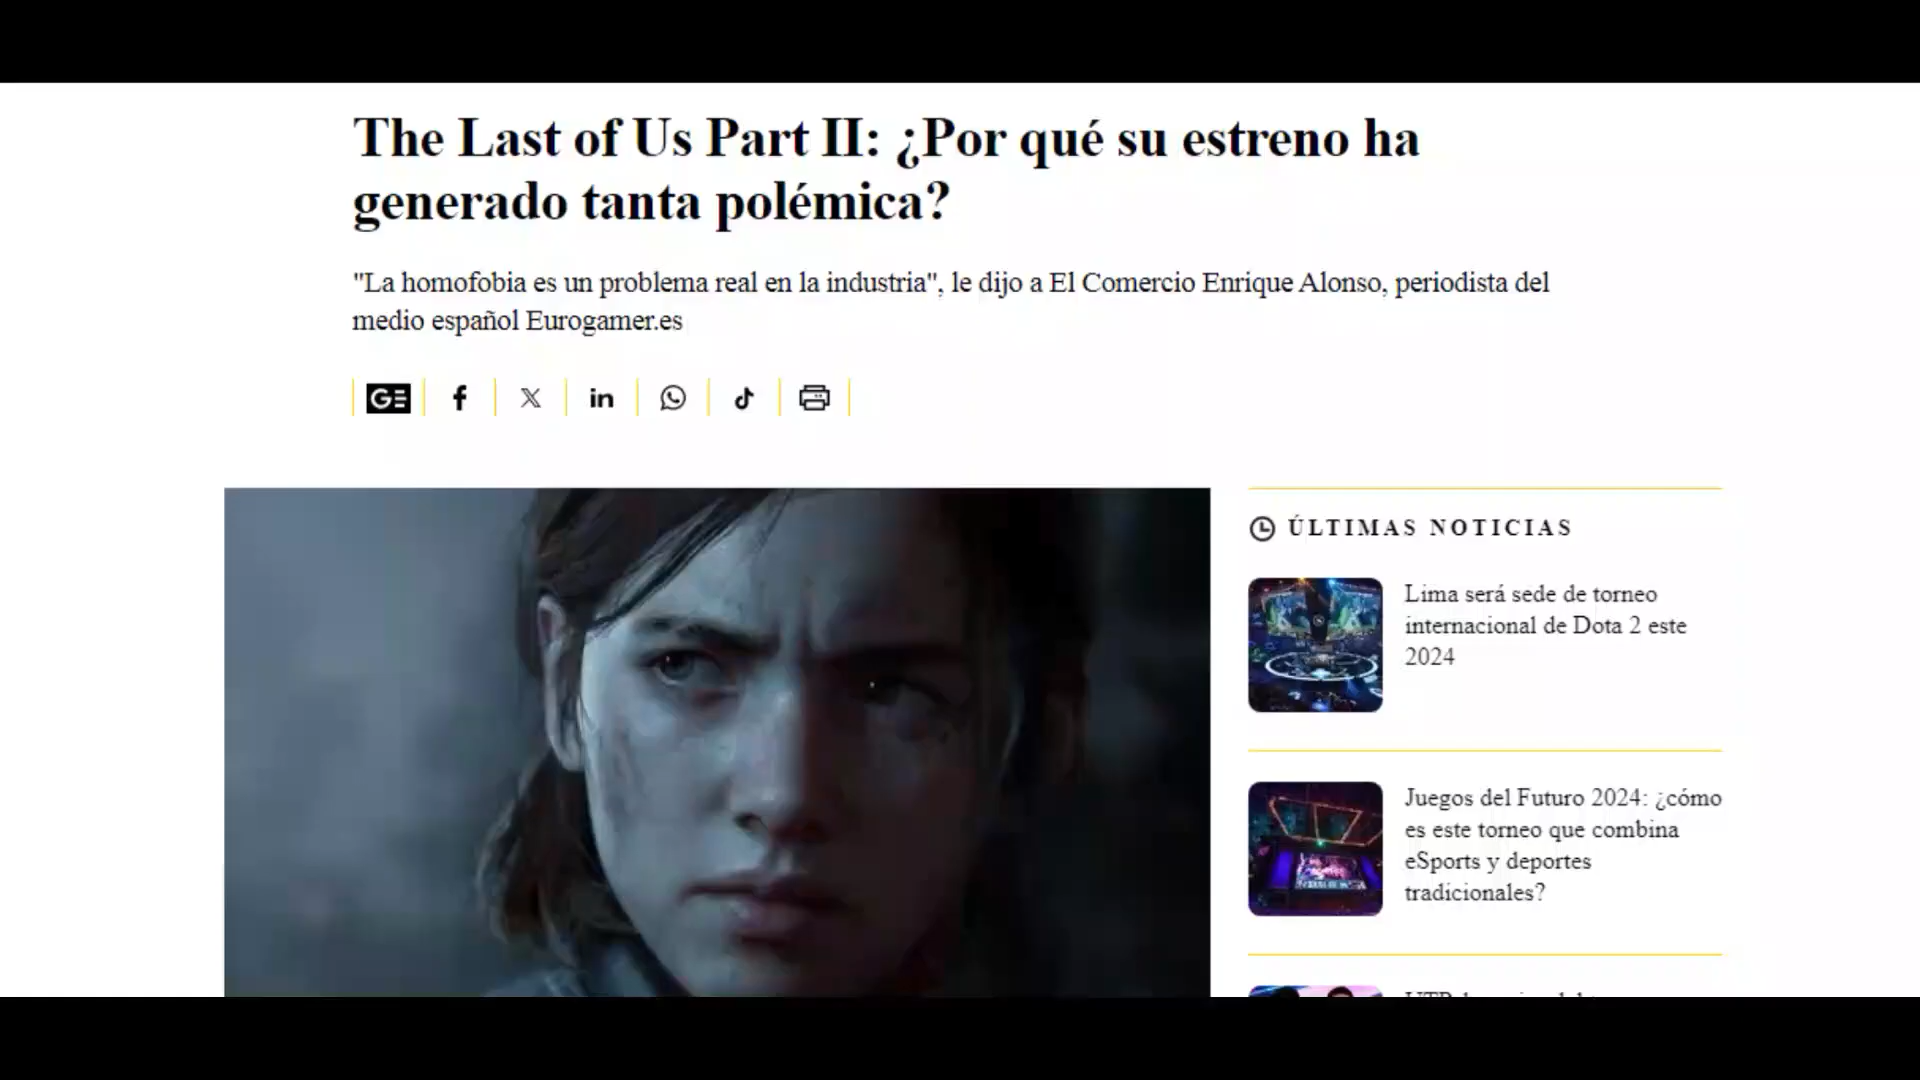 The Last of Us Part II: ¿Por qué su estreno ha
generado tanta polémica?
"La homofobia es un problema real en la industria", le dijo a El Comercio Enrique Alonso, periodista del
medio español Eurogamer.es
ÚLTIMAS NOTICIAS
Lima será sede de torneo
internacional de Dota 2 este
2024
Juegos del Futuro 2024: ¿cómo
es este torneo que combina
eSports y deportes
tradicionales?